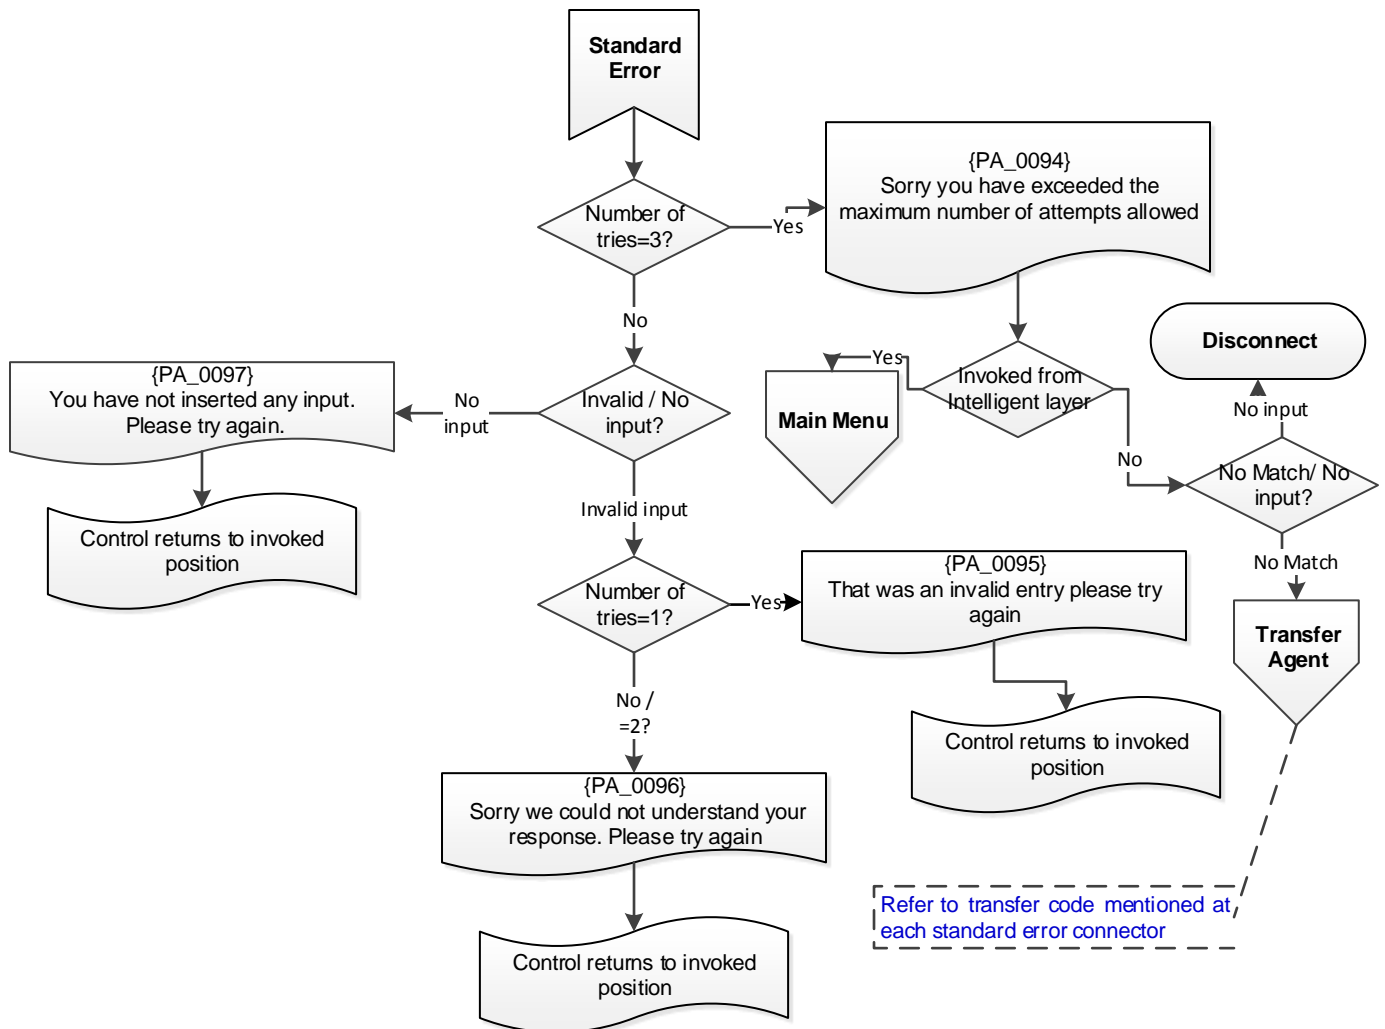 Standard
Error
{PA_0094}
Sorry you have exceeded the
maximum number of attempts allowed
Number of
tries=3?
Yes
No
Disconnect
{PA_0097}
You have not inserted any input.
Please try again.
No
input
Invalid / No
input?
Yes
Main Menu
Invoked from
Intelligent layer
No
No input
No Match/ No
input?
Invalid input
Control returns to invoked
position
Number of
tries=1?
Yes
{PA_0095}
That was an invalid entry please try
again
No Match
Transfer
Agent
No /
=2?
Control returns to invoked
position
{PA_0096}
Sorry we could not understand your
response. Please try again
Refer to transfer code mentioned at
each standard error connector
Control returns to invoked
position